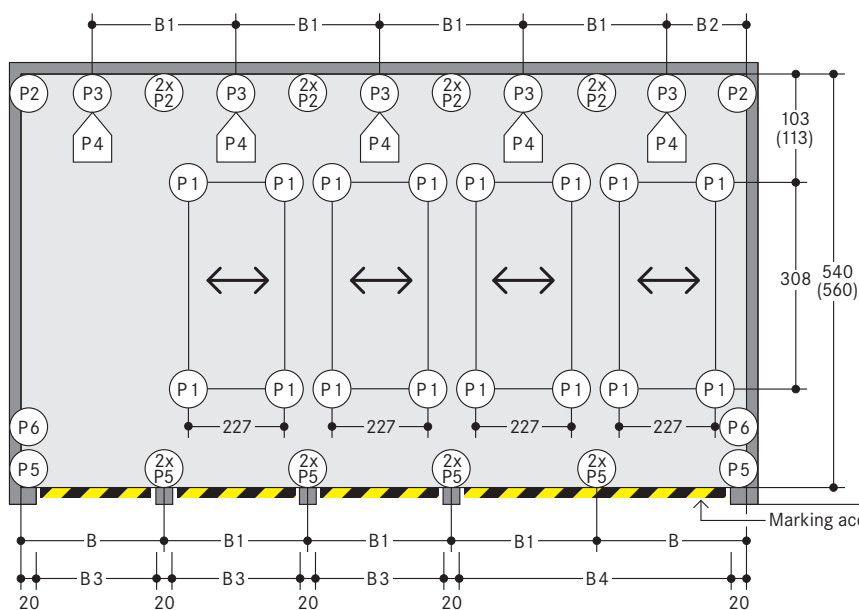 B1 B1 B1 B1 B2
P2 P3 2x P2 P3 2x P2 P3 2x P2 P3 2x P2 P3 P2
P4 P4 P4 P4 P4
103
(113)
P1 P1 P1 P1 P1 P1 P1 P1
308
540
(560)
P1 P1 P1 P1 P1 P1 P1 P1
227 227 227 227
P6 P6
P5 2x P5 2x P5 2x P5 2x P5 P5
Marking acc
B B1 B1 B1 B
B3 B3 B3 B4
20 20 20 20 20